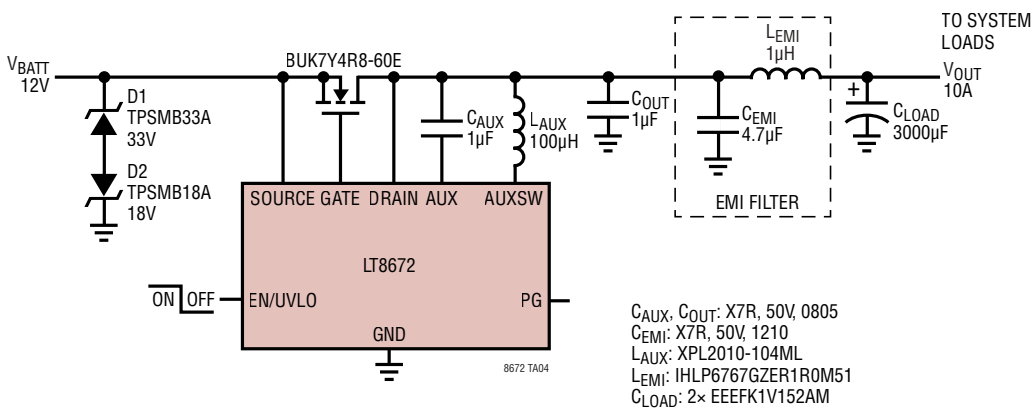 TO SYSTEM
LOADS
VBATT
12V
BUK7Y4R8-60E
LEMI
1µH
VOUT
10A
D1
TPSMB33A
33V
D2
TPSMB18A
18V
CAUX
1µF
LAUX
100µH
COUT
1µF
CEMI
4.7µF
+
CLOAD
3000µF
EMI FILTER
SOURCE GATE DRAIN AUX AUXSW
LT8672
ON OFF
EN/UVLO
PG
GND
8672 TA04
CAUX, COUT: X7R, 50V, 0805
CEMI: X7R, 50V, 1210
LAUX: XPL2010-104ML
LEMI: IHLP6767GZER1R0M51
CLOAD: 2× EEEFK1V152AM